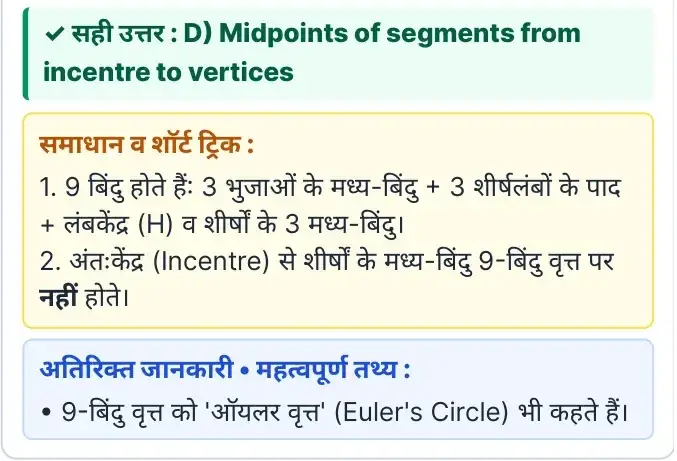 ✓ सही उत्तर : D) Midpoints of segments from
incentre to vertices
समाधान व शॉर्ट ट्रिक :
1. 9 बिंदु होते हैं: 3 भुजाओं के मध्य-बिंदु + 3 शीर्षलंबों के पाद
+ लंबकेंद्र (H) व शीर्षों के 3 मध्य-बिंदु।
2. अंतःकेंद्र (Incentre) से शीर्षों के मध्य-बिंदु 9-बिंदु वृत्त पर
नहीं होते।
अतिरिक्त जानकारी • महत्वपूर्ण तथ्य :
• 9-बिंदु वृत्त को 'ऑयलर वृत्त' (Euler's Circle) भी कहते हैं।